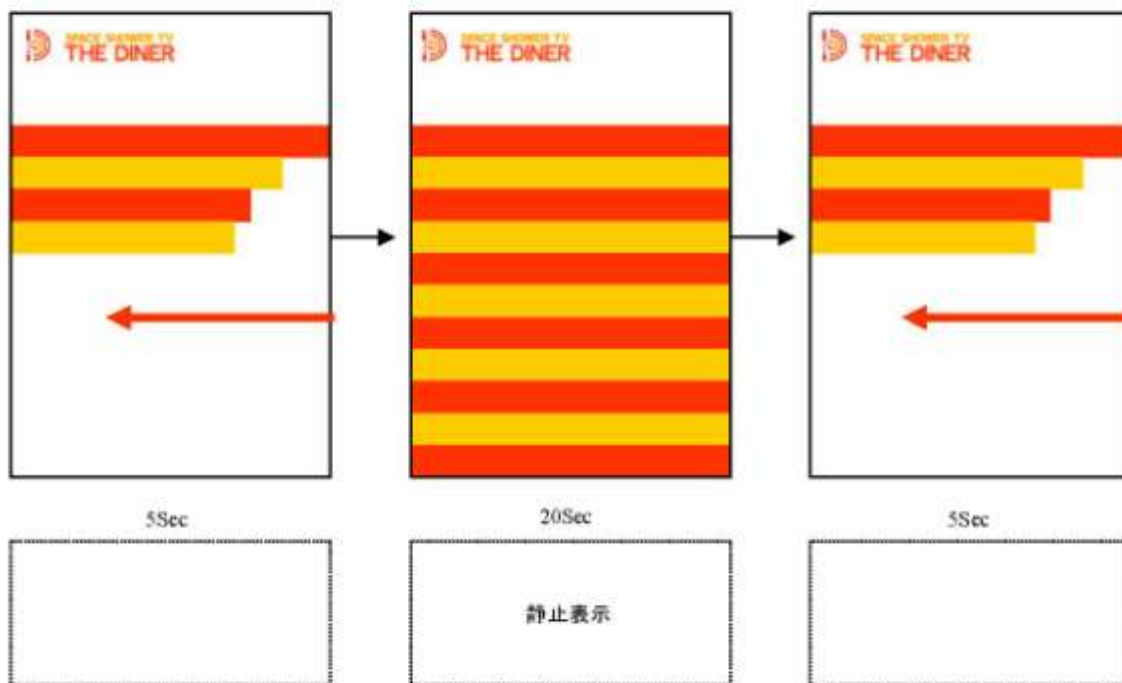 SPACE SHOWER TV
THE DINER
SPACE SHOWER TV
THE DINER
SPACE SHOWER TV
THE DINER
5Sec
20Sec
5Sec
静止表示